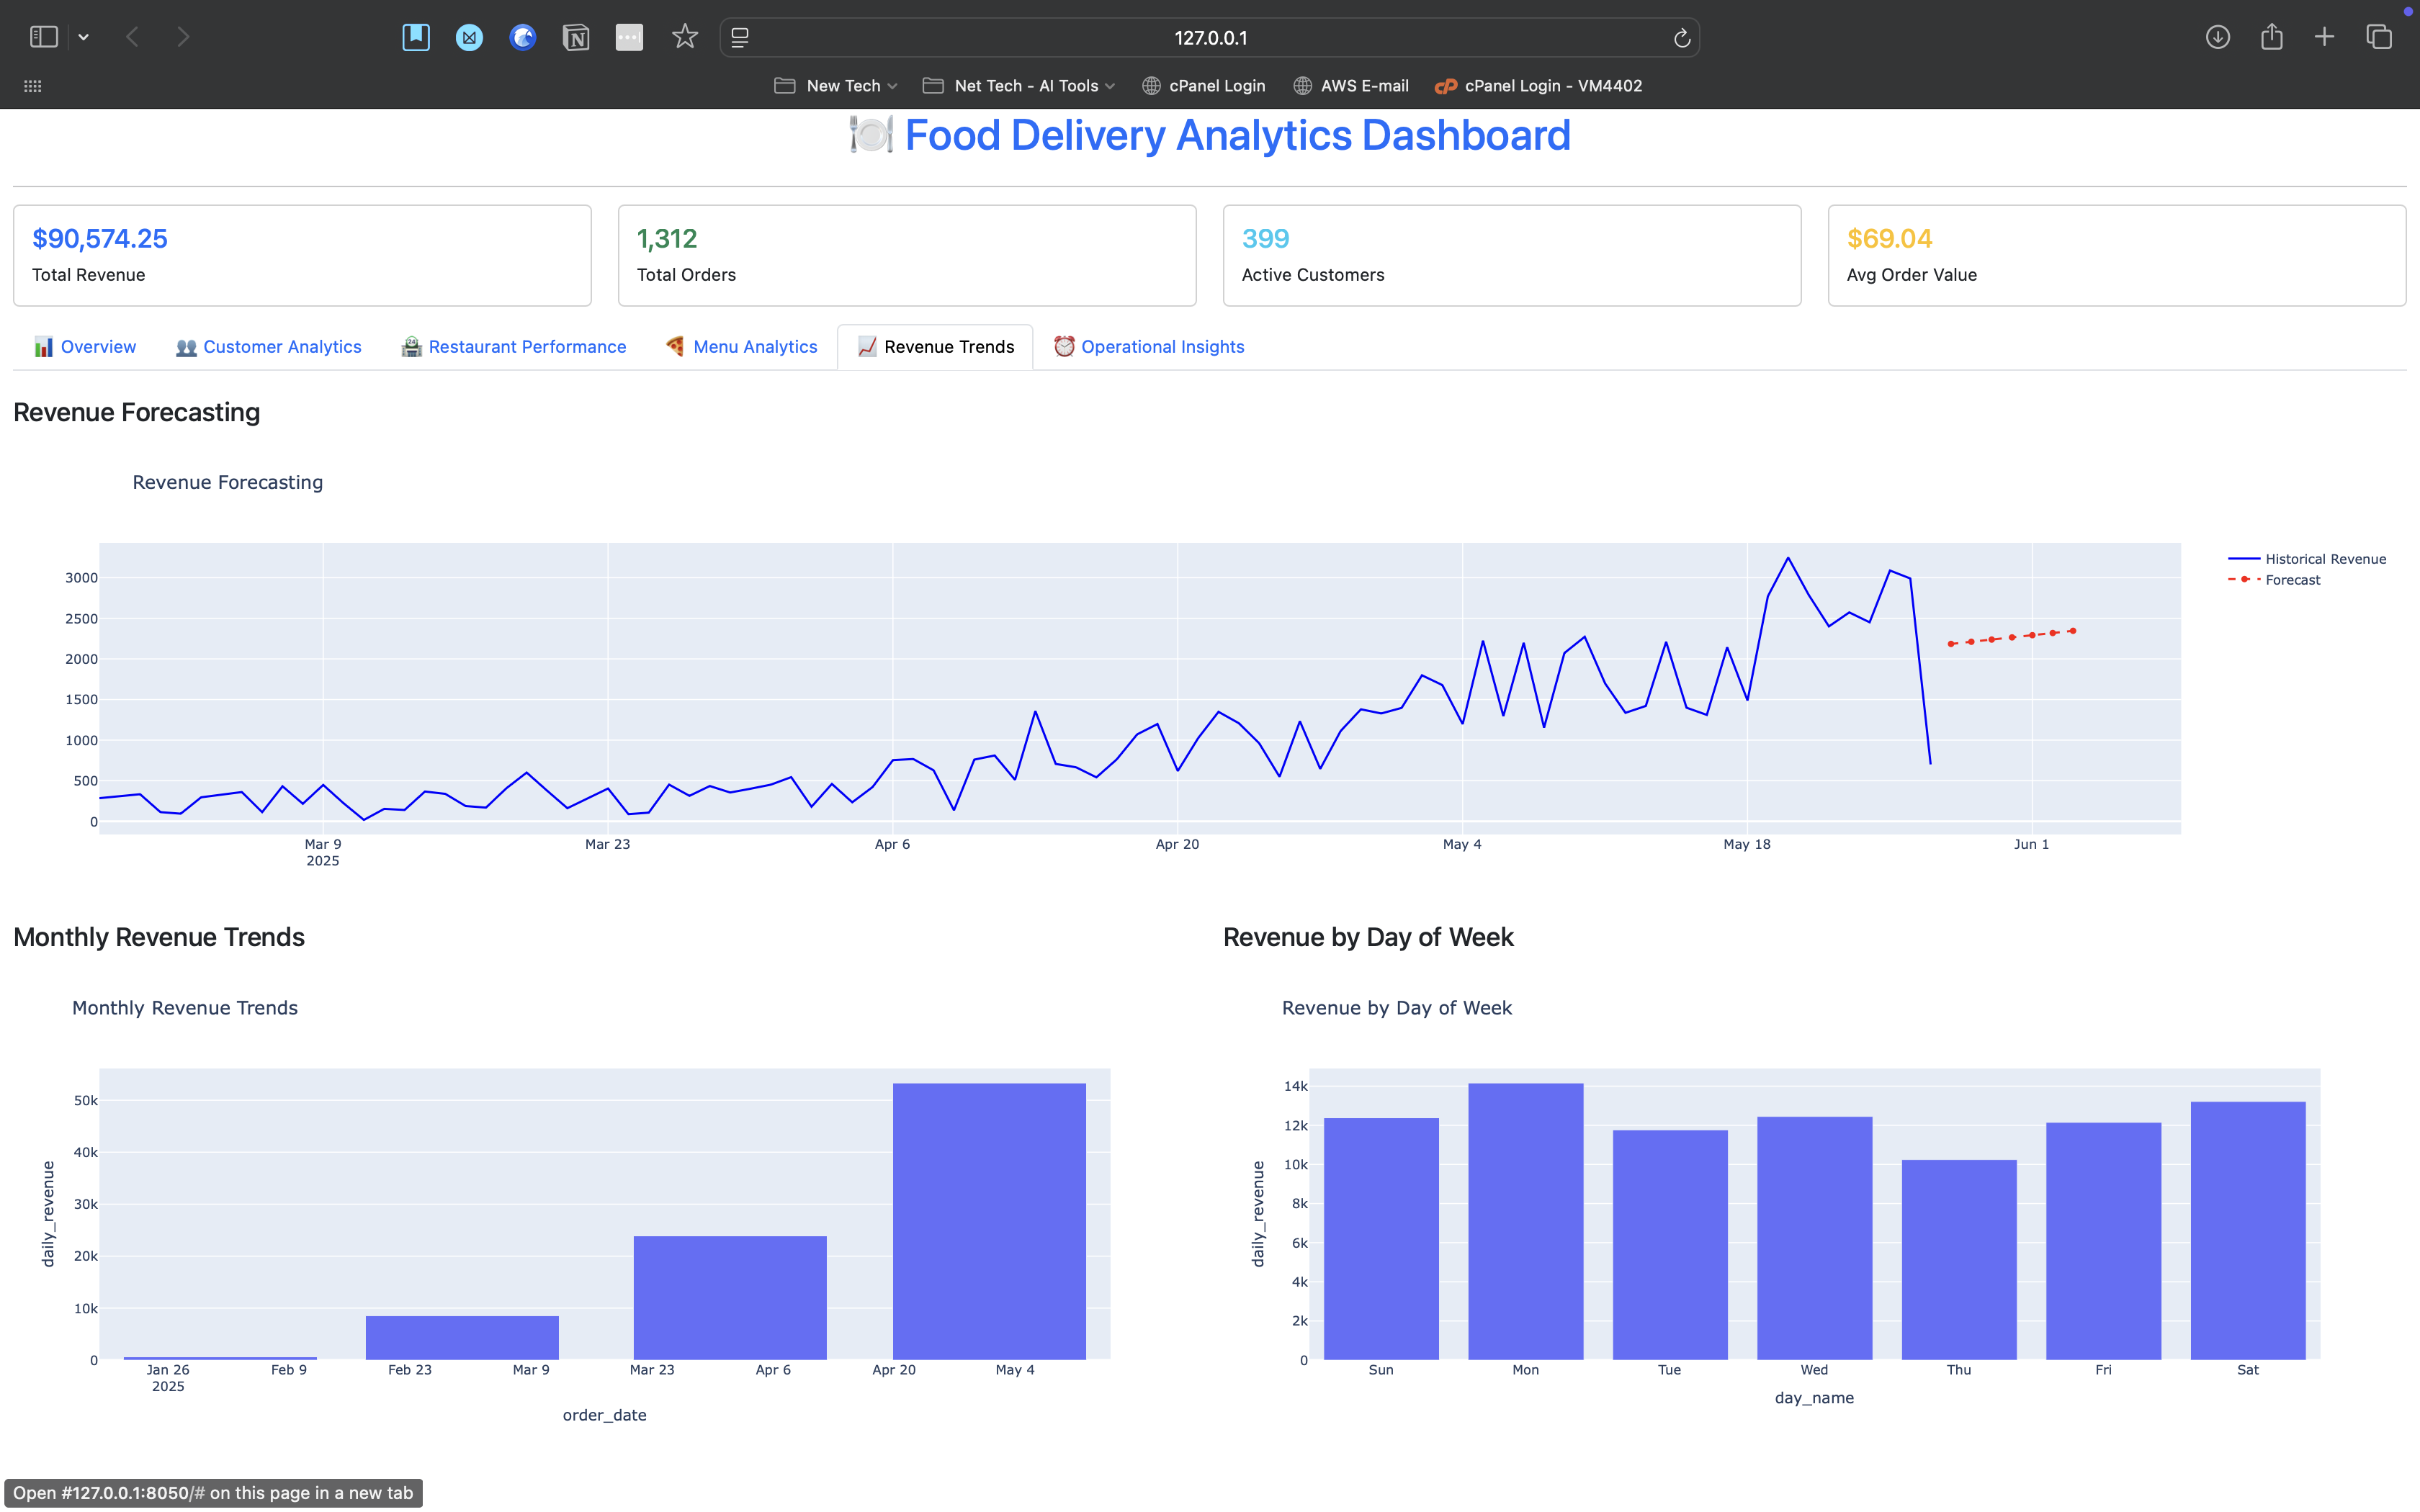 127.0.0.1
New Tech
Net Tech - AI Tools
cPanel Login
AWS E-mail
cPanel Login - VM4402
Food Delivery Analytics Dashboard
$90,574.25
Total Revenue
1,312
Total Orders
399
Active Customers
$69.04
Avg Order Value
Overview
Customer Analytics
Restaurant Performance
Menu Analytics
Revenue Trends
Operational Insights
Revenue Forecasting
Revenue Forecasting
Historical Revenue
Forecast
3000
2500
2000
1500
1000
500
0
Mar 9
2025
Mar 23
Apr 6
Apr 20
May 4
May 18
Jun 1
Monthly Revenue Trends
Monthly Revenue Trends
daily_revenue
50k
40k
30k
20k
10k
0
Jan 26
2025
Feb 9
Feb 23
Mar 9
Mar 23
Apr 6
Apr 20
May 4
order_date
Revenue by Day of Week
Revenue by Day of Week
daily_revenue
14k
12k
10k
8k
6k
4k
2k
0
Sun
Mon
Tue
Wed
Thu
Fri
Sat
day_name
Open #127.0.0.1:8050/# on this page in a new tab